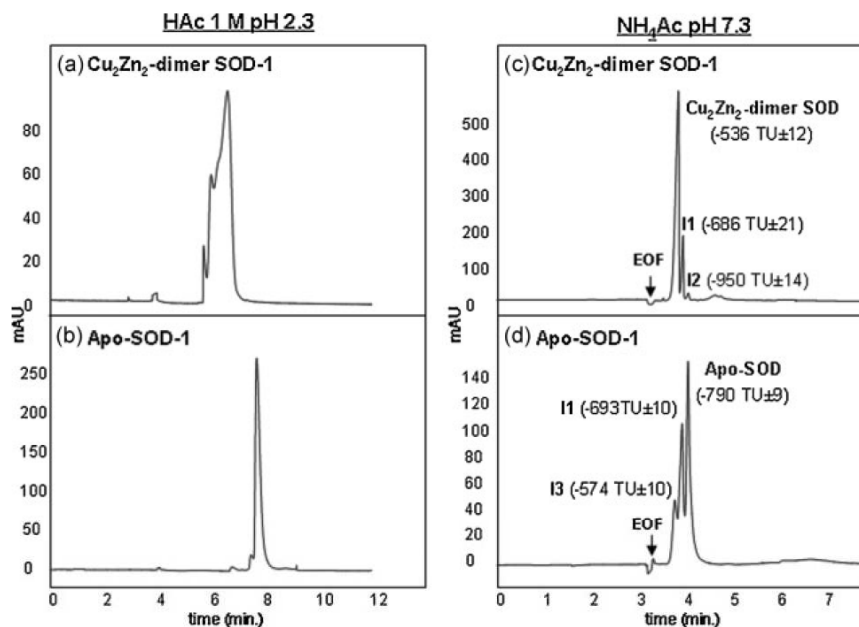 HAc 1 M pH 2.3
NH₄Ac pH 7.3
(a) Cu₂Zn₂-dimer SOD-1
80
60
40
20
0
mAU
(c) Cu₂Zn₂-dimer SOD-1
Cu₂Zn₂-dimer SOD
(-536 TU±12)
I1 (-686 TU±21)
EOF
I2 (-950 TU±14)
500
400
300
200
100
0
mAU
(b) Apo-SOD-1
250
200
150
100
50
0
0 2 4 6 8 10 12
time (min.)
(d) Apo-SOD-1
Apo-SOD
(-790 TU±9)
I1 (-693TU±10)
I3 (-574 TU±10)
EOF
140
120
100
80
60
40
20
0
0 1 2 3 4 5 6 7
time (min.)